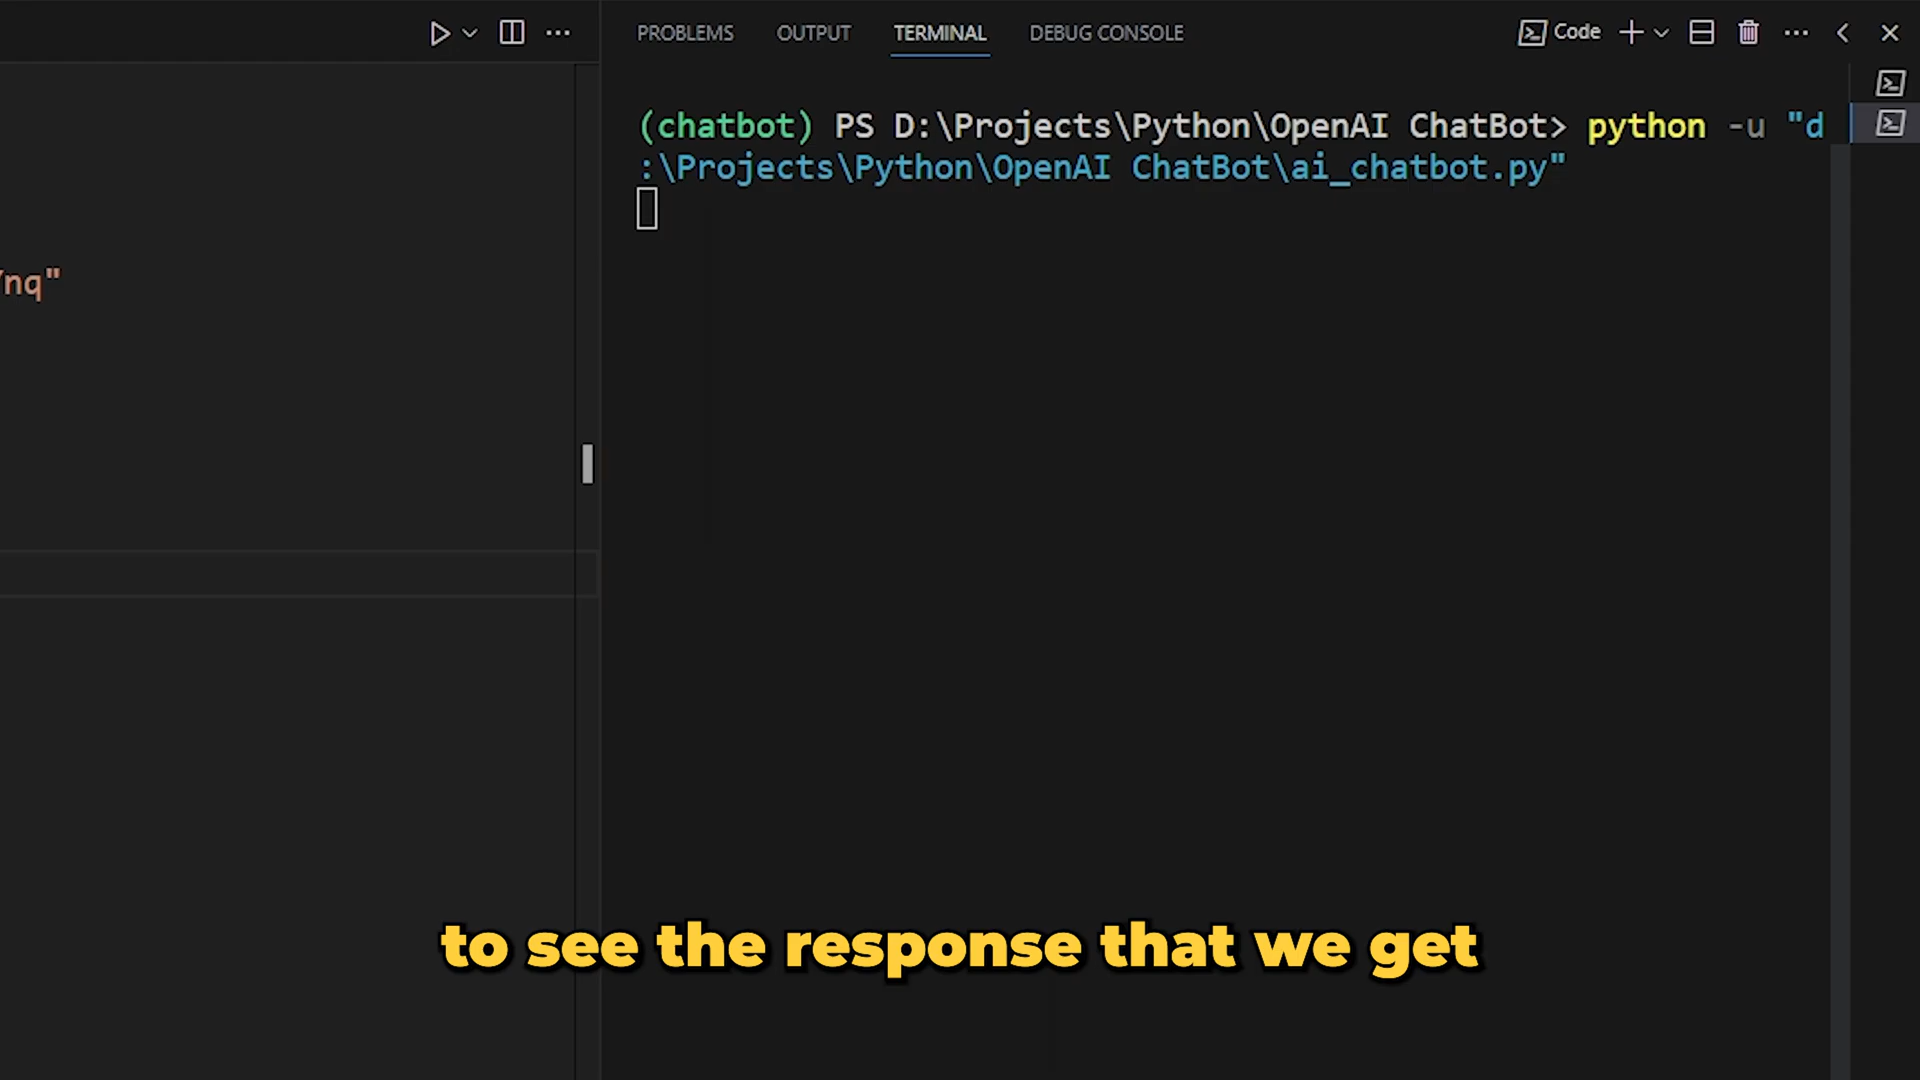 PROBLEMS OUTPUT TERMINAL DEBUG CONSOLE Code
(chatbot) PS D:\Projects\Python\OpenAI ChatBot> python -u "d
:\Projects\Python\OpenAI ChatBot\ai_chatbot.py"
nq"
to see the response that we get